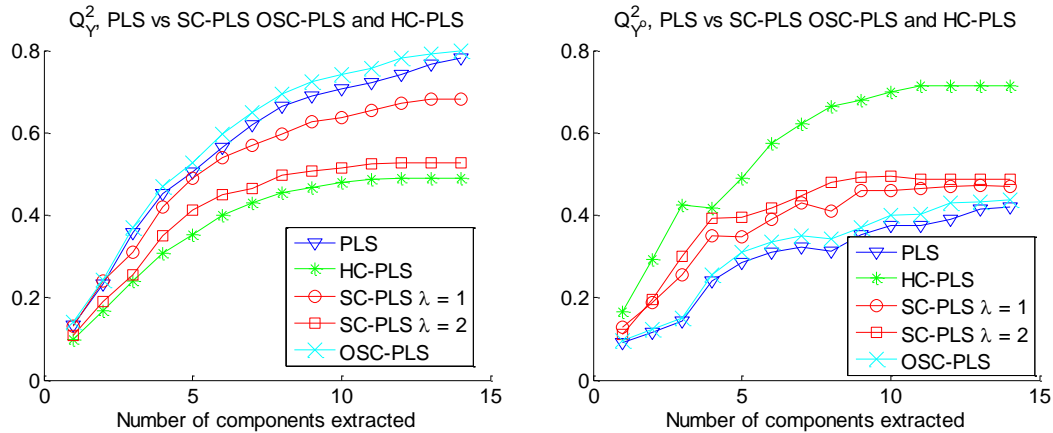 Q²_Y, PLS vs SC-PLS OSC-PLS and HC-PLS
0.8
0.6
0.4
0.2
0
0
5
10
15
Number of components extracted
PLS
HC-PLS
SC-PLS λ = 1
SC-PLS λ = 2
OSC-PLS
Q²_Yᵒ, PLS vs SC-PLS OSC-PLS and HC-PLS
0.8
0.6
0.4
0.2
0
0
5
10
15
Number of components extracted
PLS
HC-PLS
SC-PLS λ = 1
SC-PLS λ = 2
OSC-PLS